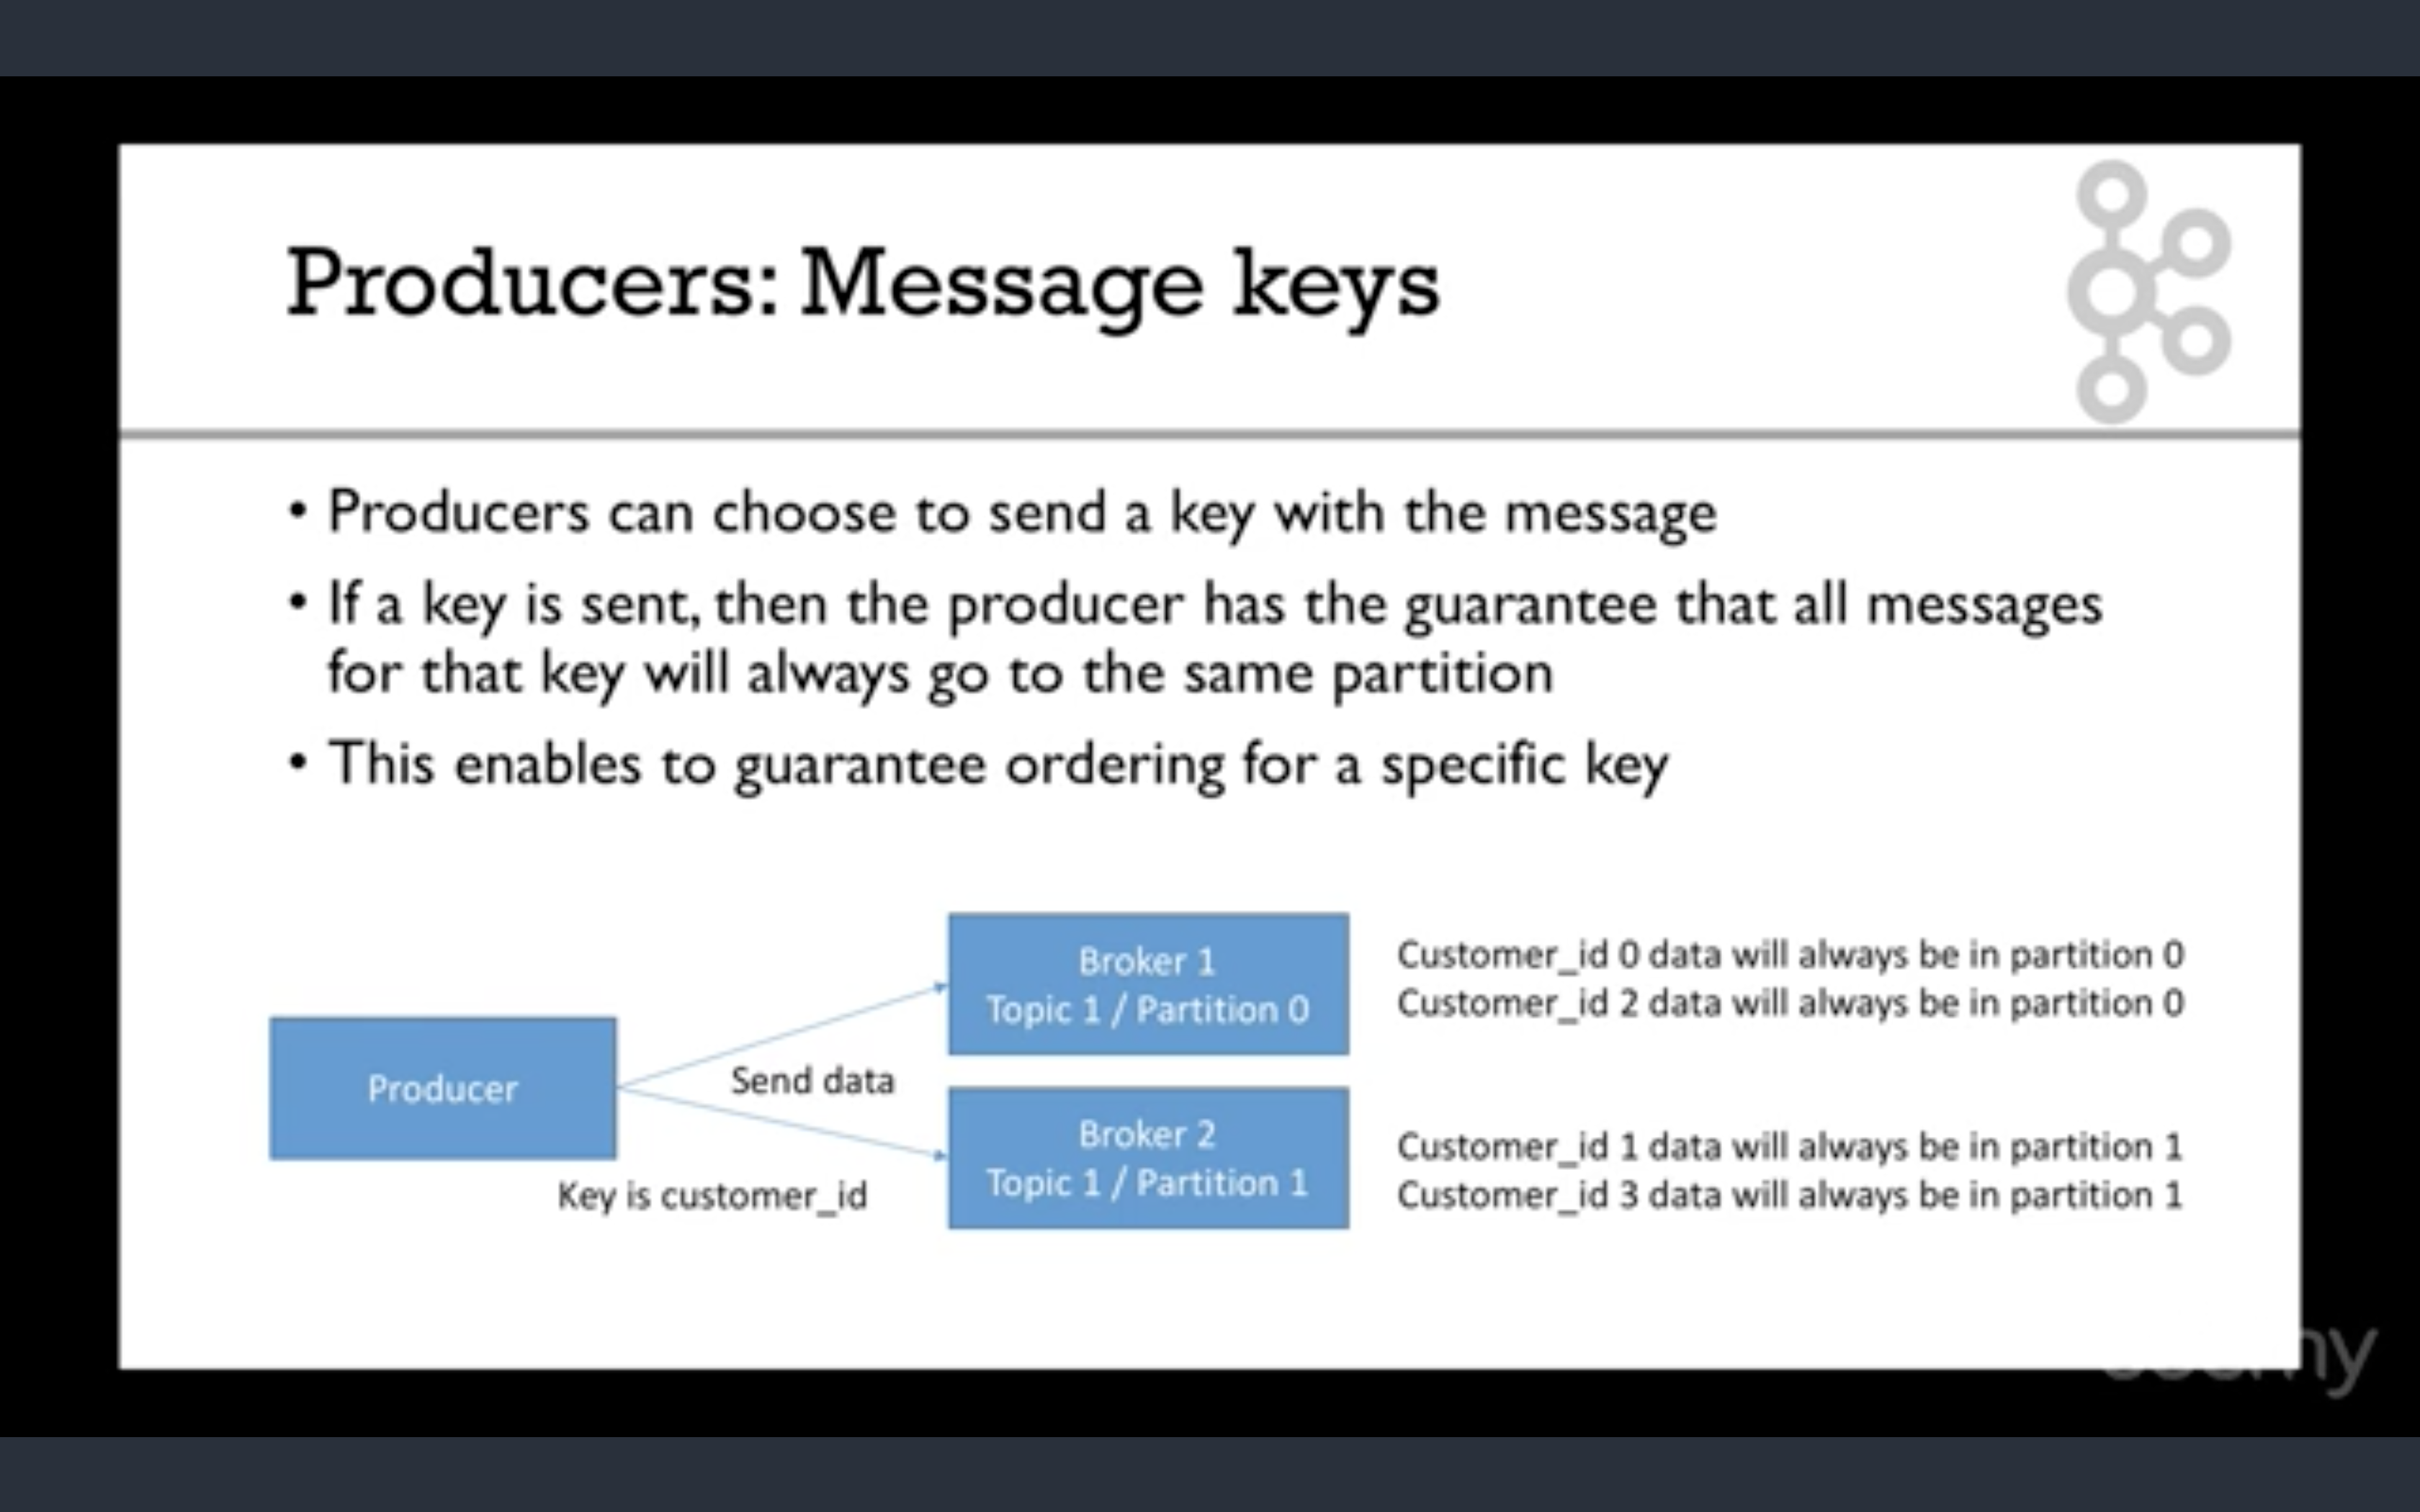 Producers: Message keys
• Producers can choose to send a key with the message
• If a key is sent, then the producer has the guarantee that all messages
for that key will always go to the same partition
• This enables to guarantee ordering for a specific key
Producer
Send data
Key is customer_id
Broker 1
Topic 1 / Partition 0
Customer_id 0 data will always be in partition 0
Customer_id 2 data will always be in partition 0
Broker 2
Topic 1 / Partition 1
Customer_id 1 data will always be in partition 1
Customer_id 3 data will always be in partition 1